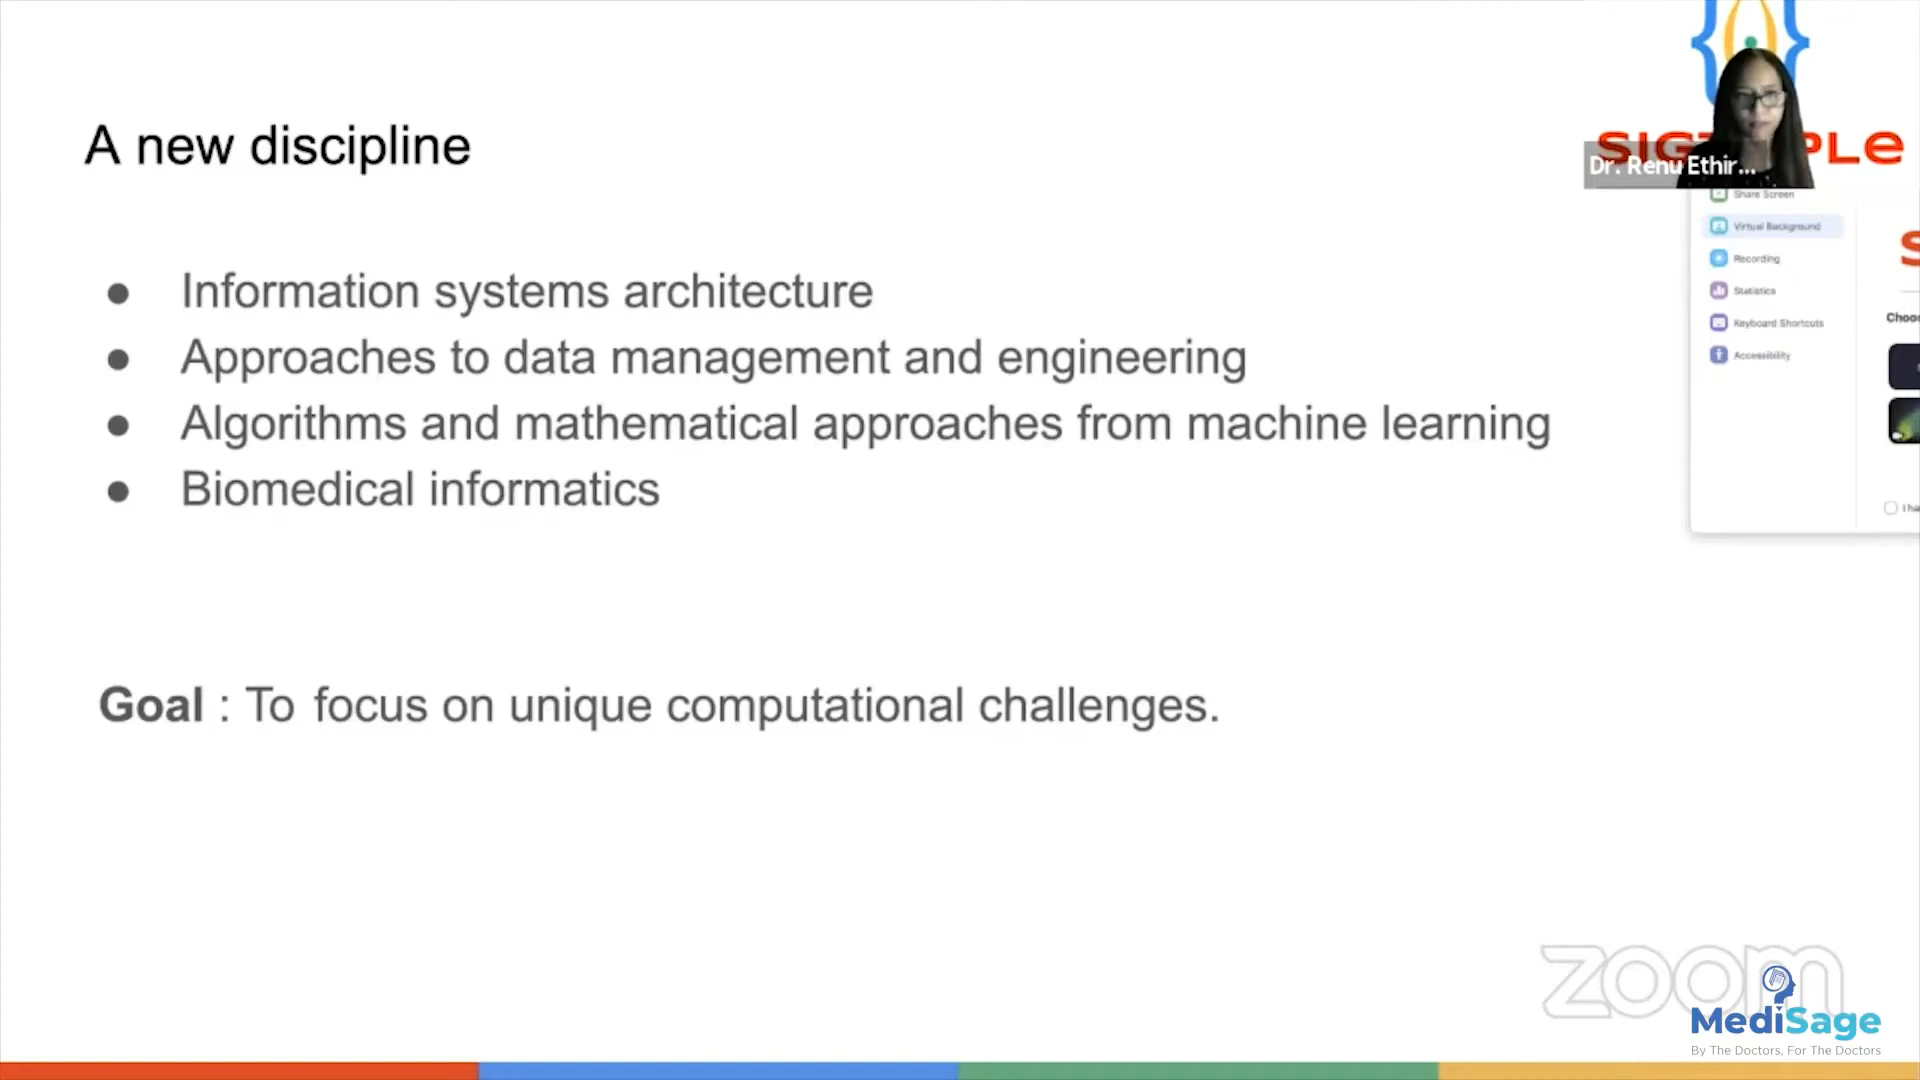 A new discipline
● Information systems architecture
● Approaches to data management and engineering
● Algorithms and mathematical approaches from machine learning
● Biomedical informatics
Goal : To focus on unique computational challenges.
Dr. Renu Ethir...
Share Screen
Virtual Background
Recording
Statistics
Keyboard Shortcuts
Accessibility
zoom
MediSage
By The Doctors, For The Doctors